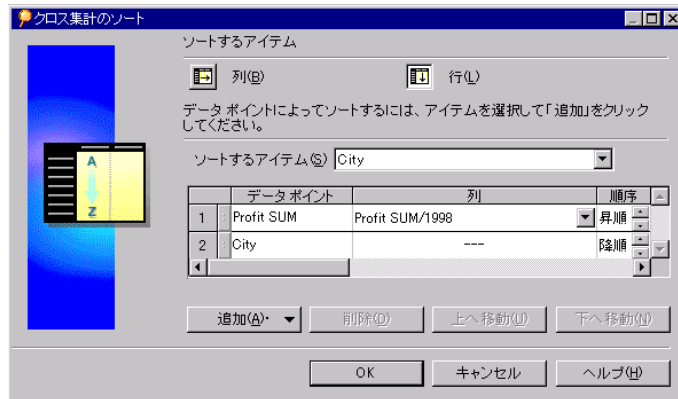 クロス集計のソート
ソートするアイテム
列(B)
行(L)
データ ポイントによってソートするには、アイテムを選択して「追加」をクリック
してください。
ソートするアイテム(S) City
データ ポイント 列 順序
1 Profit SUM Profit SUM/1998 昇順
2 City --- 降順
A
Z
追加(A)· 削除(D) 上へ移動(U) 下へ移動(N)
OK キャンセル ヘルプ(H)